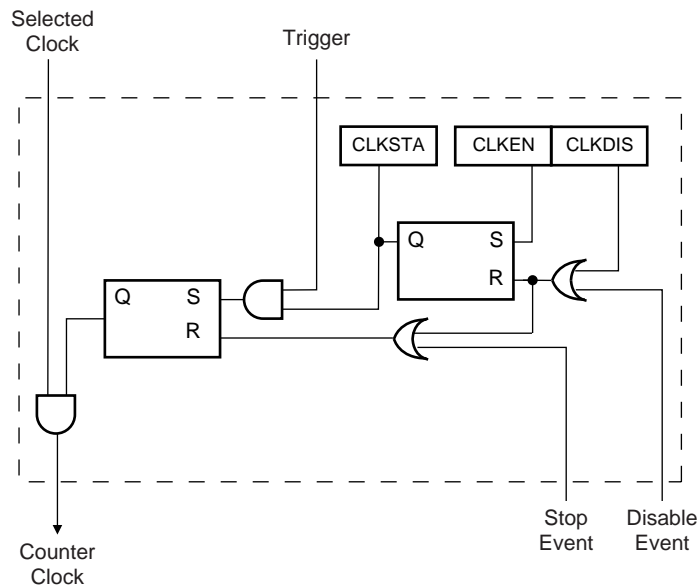 Selected
Clock
Trigger
CLKSTA
CLKEN
CLKDIS
Q
S
R
Q
S
R
Stop
Event
Disable
Event
Counter
Clock